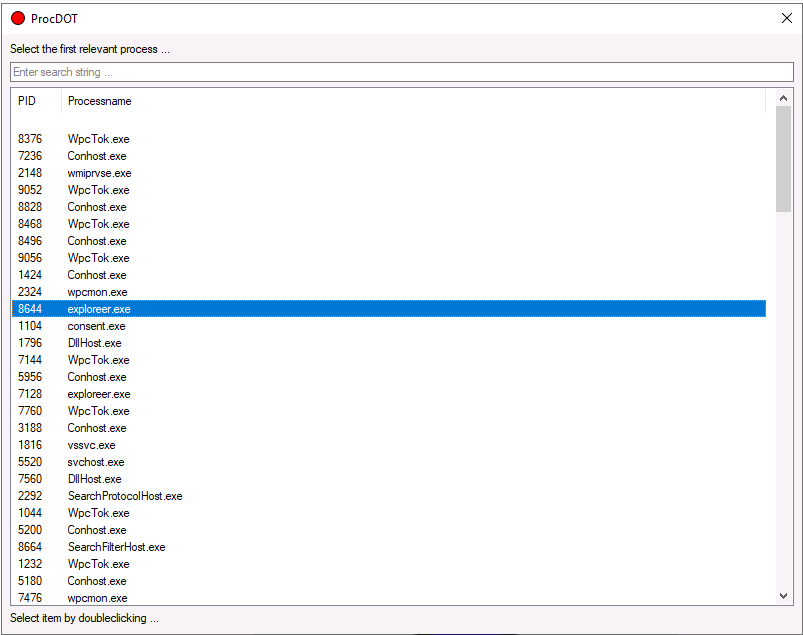 ProcDOT
Select the first relevant process ...
Enter search string ...
PID Processname
8376 WpcTok.exe
7236 Conhost.exe
2148 wmiprvse.exe
9052 WpcTok.exe
8828 Conhost.exe
8468 WpcTok.exe
8496 Conhost.exe
9056 WpcTok.exe
1424 Conhost.exe
2324 wpcmon.exe
8644 exploreer.exe
1104 consent.exe
1796 DllHost.exe
7144 WpcTok.exe
5956 Conhost.exe
7128 exploreer.exe
7760 WpcTok.exe
3188 Conhost.exe
1816 vssvc.exe
5520 svchost.exe
7560 DllHost.exe
2292 SearchProtocolHost.exe
1044 WpcTok.exe
5200 Conhost.exe
8664 SearchFilterHost.exe
1232 WpcTok.exe
5180 Conhost.exe
7476 wpcmon.exe
Select item by doubleclicking ...